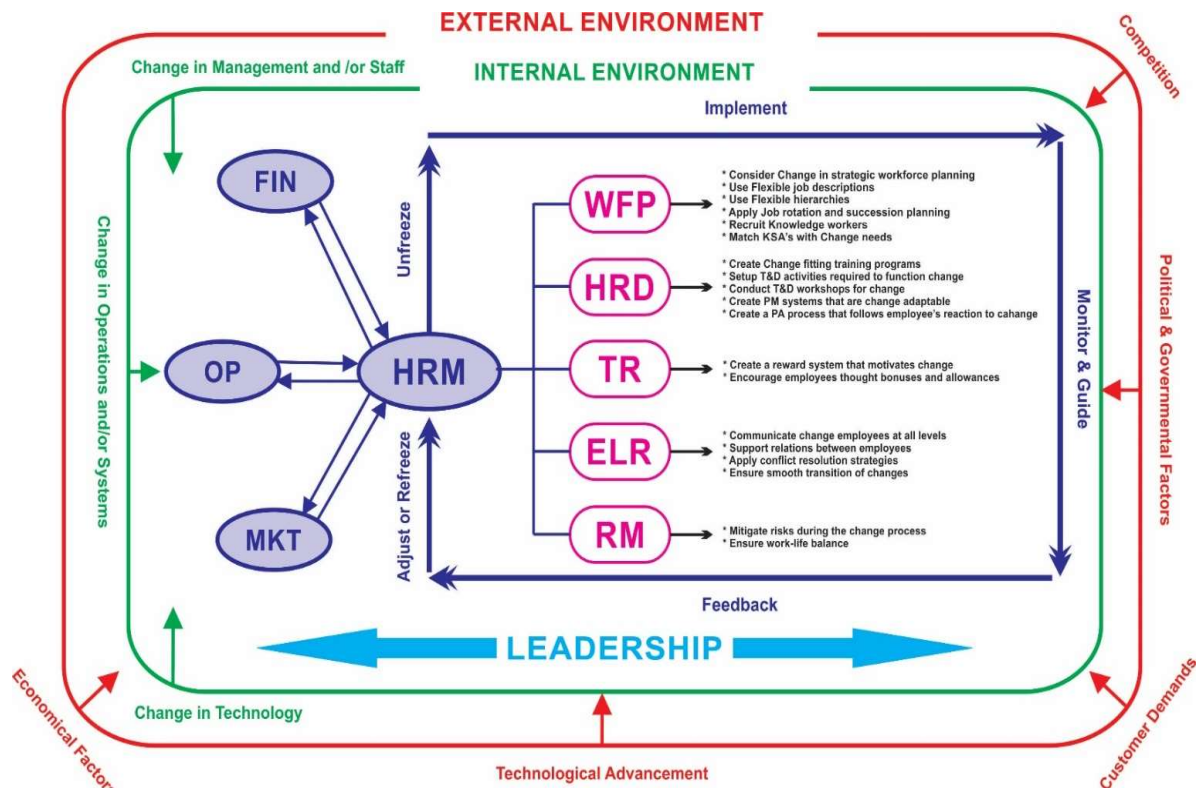 EXTERNAL ENVIRONMENT
Competition
Change in Management and /or Staff
INTERNAL ENVIRONMENT
Implement
FIN
Unfreeze
WFP
* Consider Change in strategic workforce planning
* Use Flexible job descriptions
* Use Flexible hierarchies
* Apply Job rotation and succession planning
* Recruit Knowledge workers
* Match KSA's with Change needs
HRD
* Create Change fitting training programs
* Setup T&D activities required to function change
* Conduct T&D workshops for change
* Create PM systems that are change adaptable
* Create a PA process that follows employee's reaction to cahange
Change in Operations and/or Systems
OP
HRM
TR
* Create a reward system that motivates change
* Encourage employees thought bonuses and allowances
Monitor & Guide
Political & Governmental Factors
ELR
* Communicate change employees at all levels
* Support relations between employees
* Apply conflict resolution strategies
* Ensure smooth transition of changes
MKT
Adjust or Refreeze
RM
* Mitigate risks during the change process
* Ensure work-life balance
Feedback
LEADERSHIP
Change in Technology
Economical Factors
Technological Advancement
Customer Demands